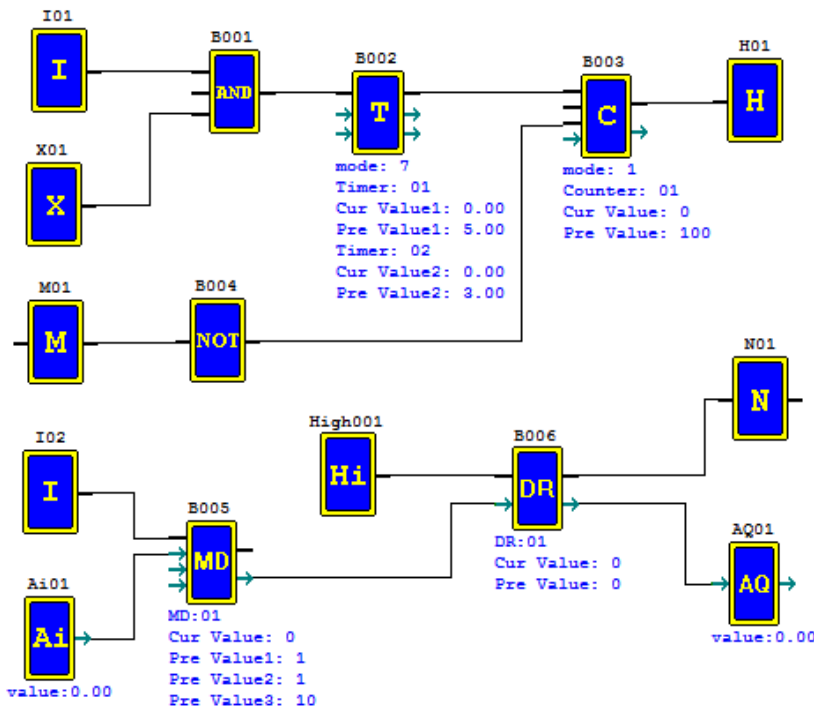 I01
I
B001
AND
B002
T
mode: 7
Timer: 01
Cur Value1: 0.00
Pre Value1: 5.00
Timer: 02
Cur Value2: 0.00
Pre Value2: 3.00
B003
C
mode: 1
Counter: 01
Cur Value: 0
Pre Value: 100
H01
H
X01
X
M01
M
B004
NOT
N01
N
I02
I
High001
Hi
B006
DR
DR:01
Cur Value: 0
Pre Value: 0
B005
MD
MD:01
Cur Value: 0
Pre Value1: 1
Pre Value2: 1
Pre Value3: 10
Ai01
Ai
value:0.00
AQ01
AQ
value:0.00